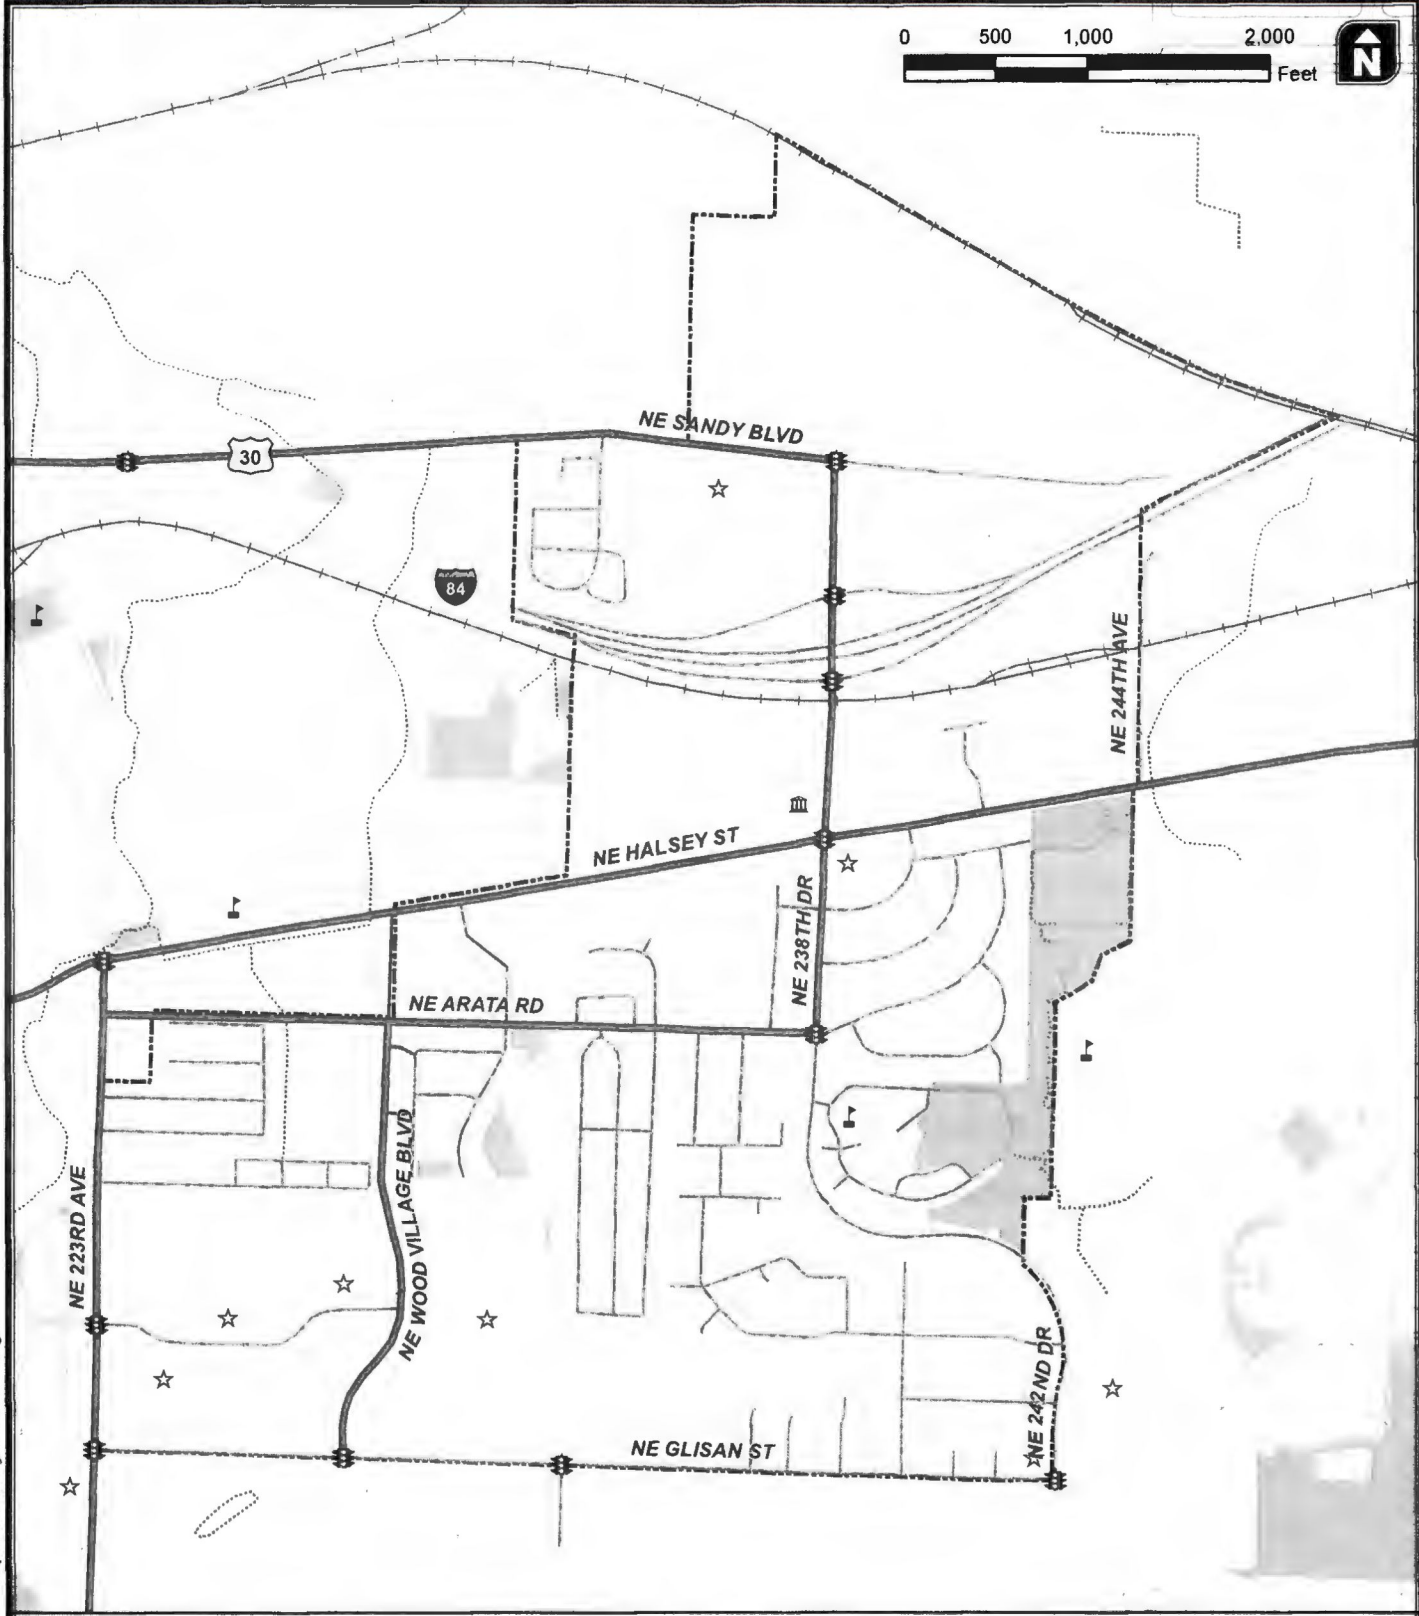 0 500 1,000 2,000
Feet
N
NE SANDY BLVD
30
84
NE 244TH AVE
NE HALSEY ST
NE 238TH DR
NE ARATA RD
NE 223RD AVE
NE WOOD VILLAGE BLVD
NE 242ND DR
NE GLISAN ST